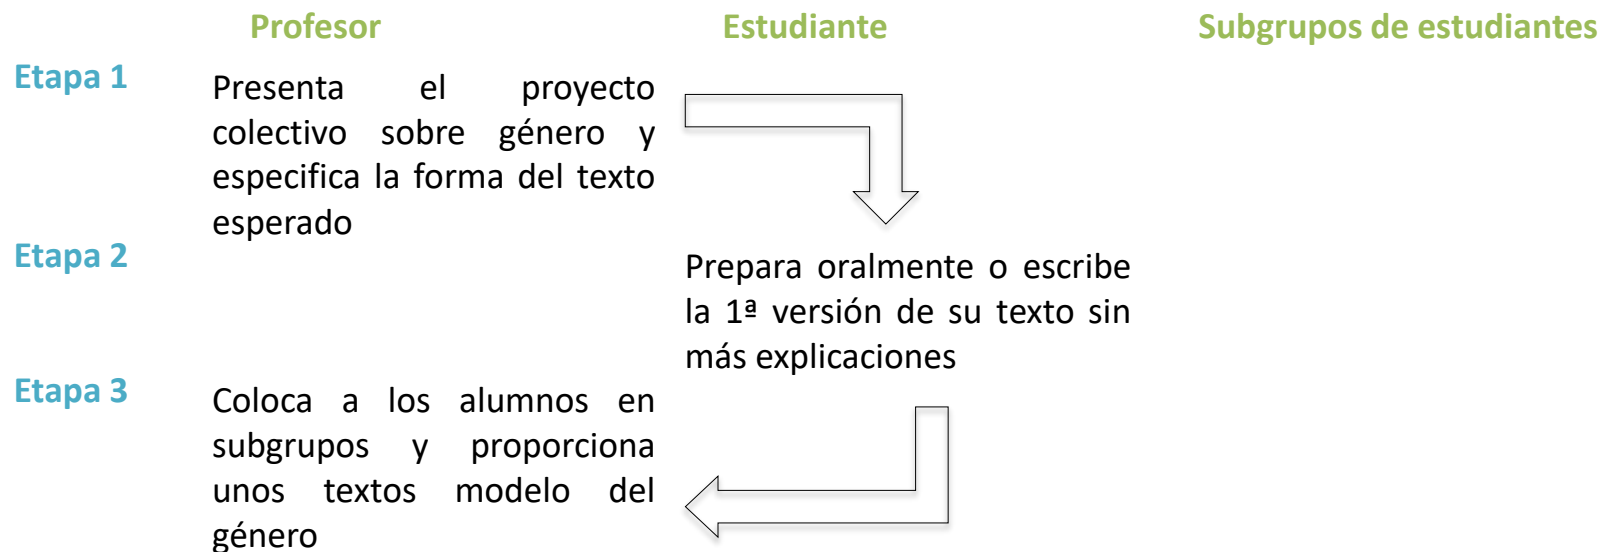 Profesor Estudiante Subgrupos de estudiantes
Etapa 1
Presenta el proyecto
colectivo sobre género y
especifica la forma del texto
esperado
Etapa 2
Prepara oralmente o escribe
la 1ª versión de su texto sin
más explicaciones
Etapa 3
Coloca a los alumnos en
subgrupos y proporciona
unos textos modelo del
género